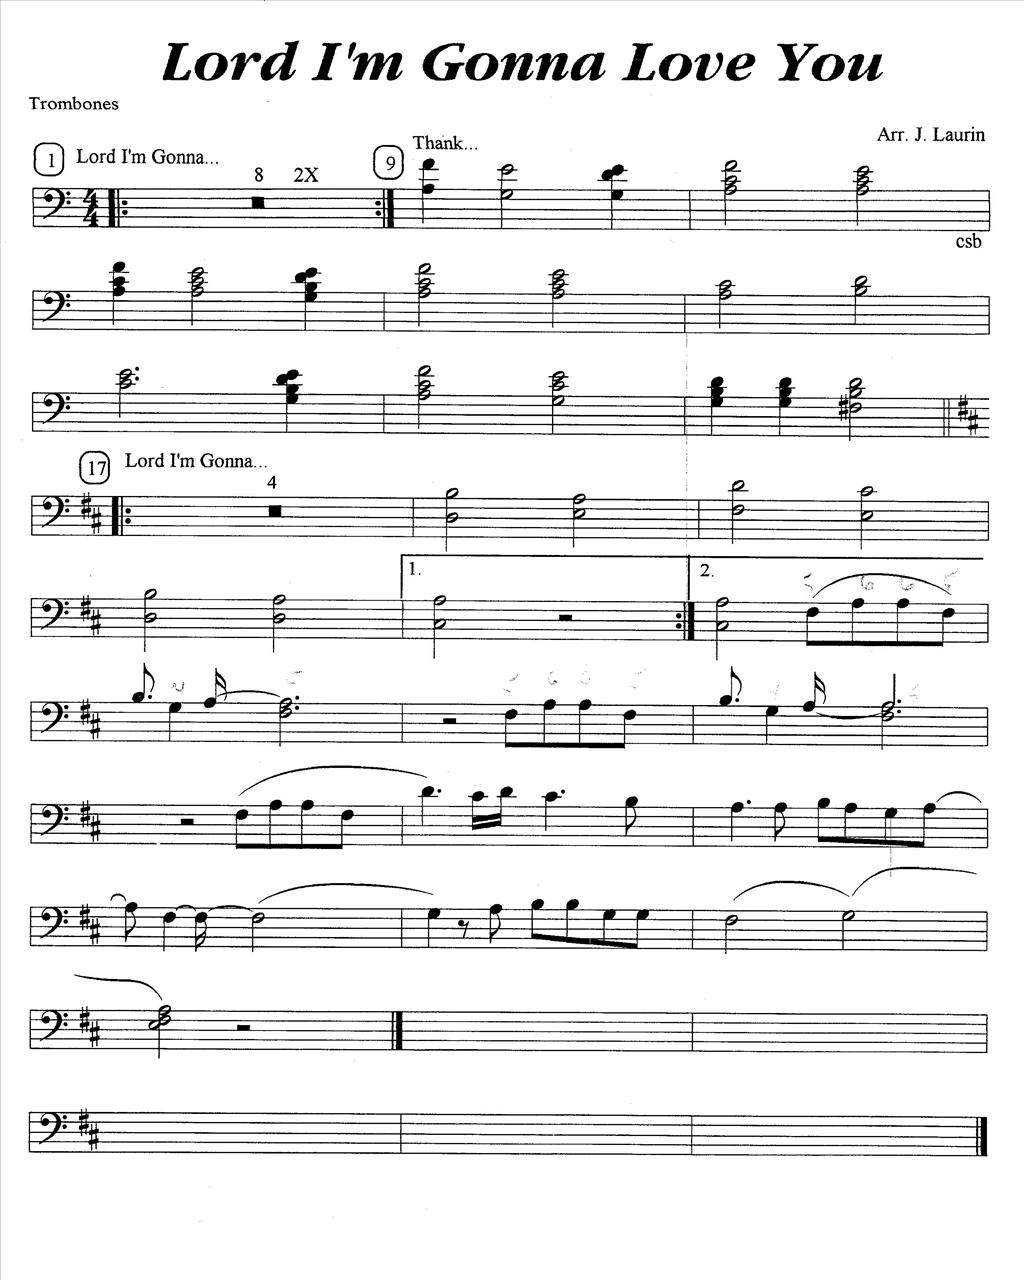 Lord I'm Gonna Love You
Trombones
Arr. J. Laurin
1 Lord I'm Gonna...
8 2X
9 Thank...
4
4
csb
17 Lord I'm Gonna...
4
1.
2.